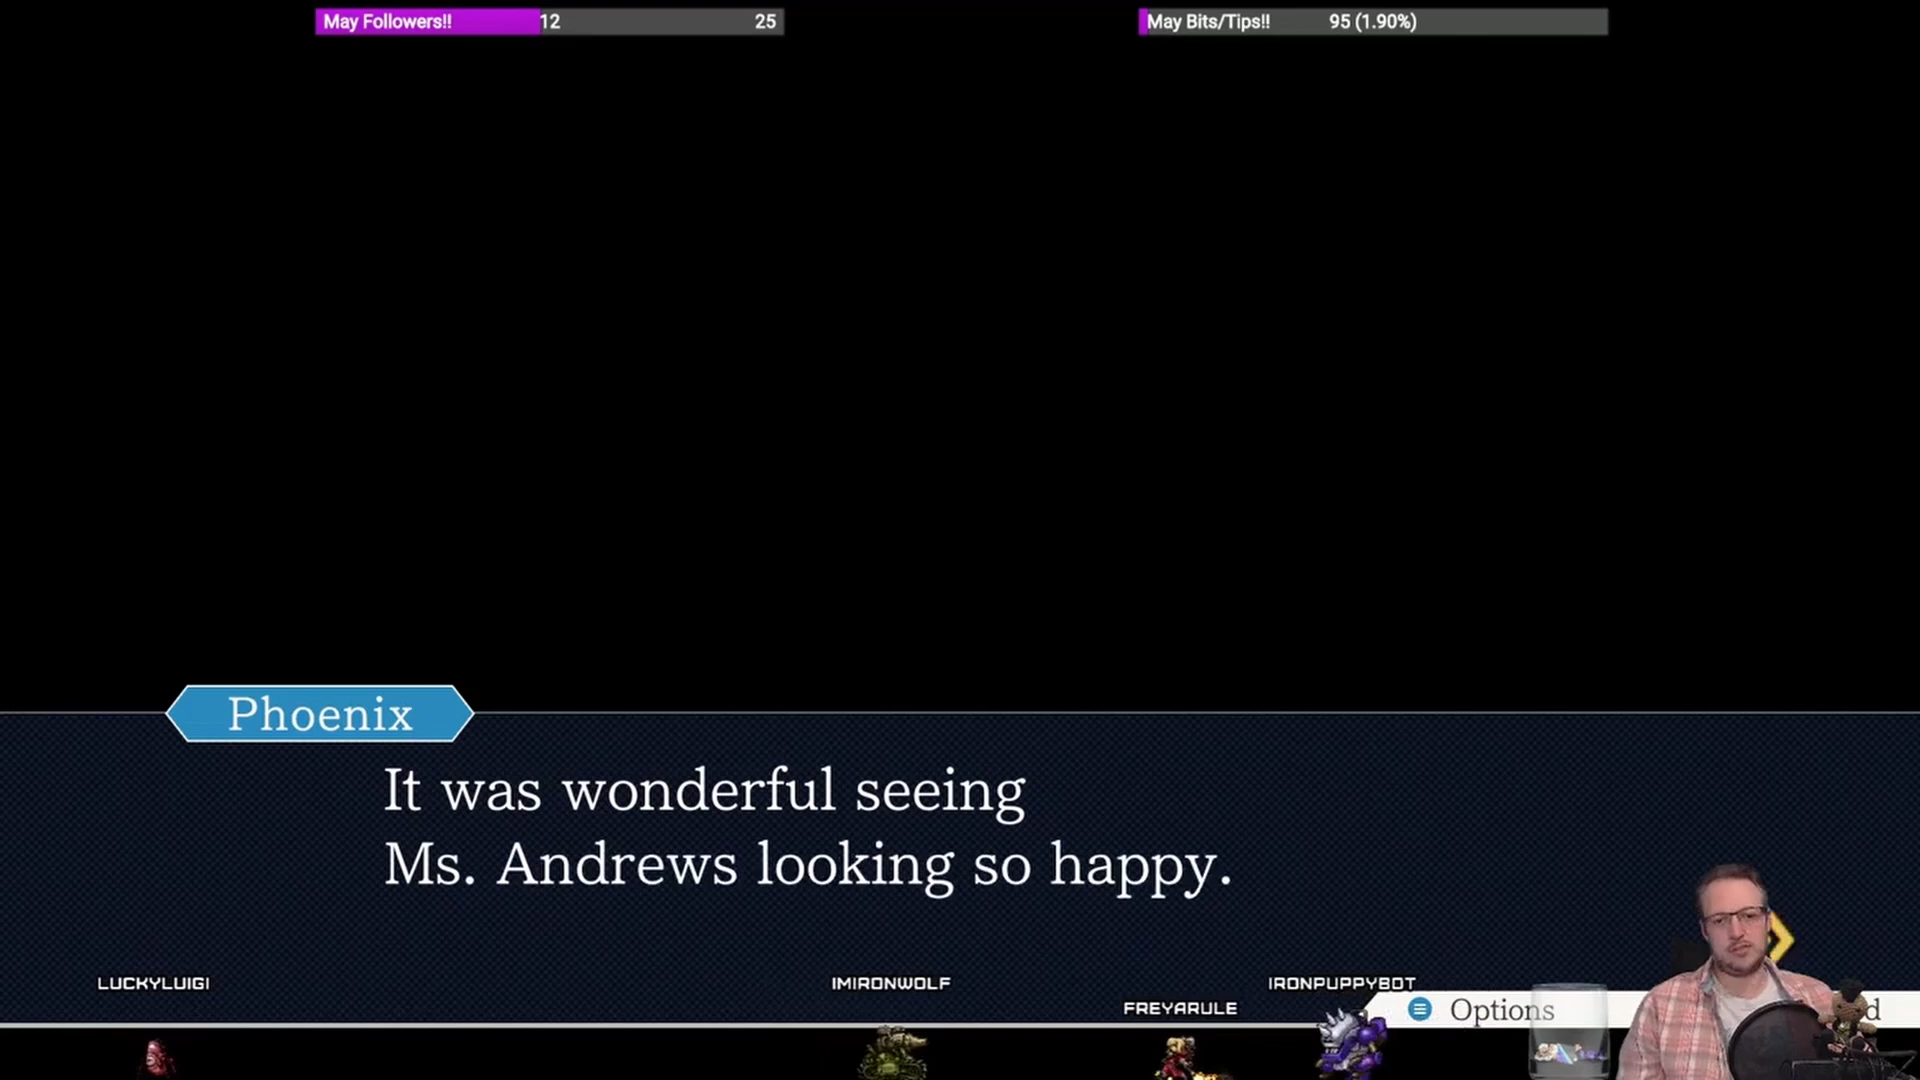 May Followers!! 12 25
May Bits/Tips!! 95 (1.90%)
Phoenix
It was wonderful seeing
Ms. Andrews looking so happy.
LUCKYLUIGI
IMIRONWOLF
FREYARULE
IRONPUPPYBOT
Options